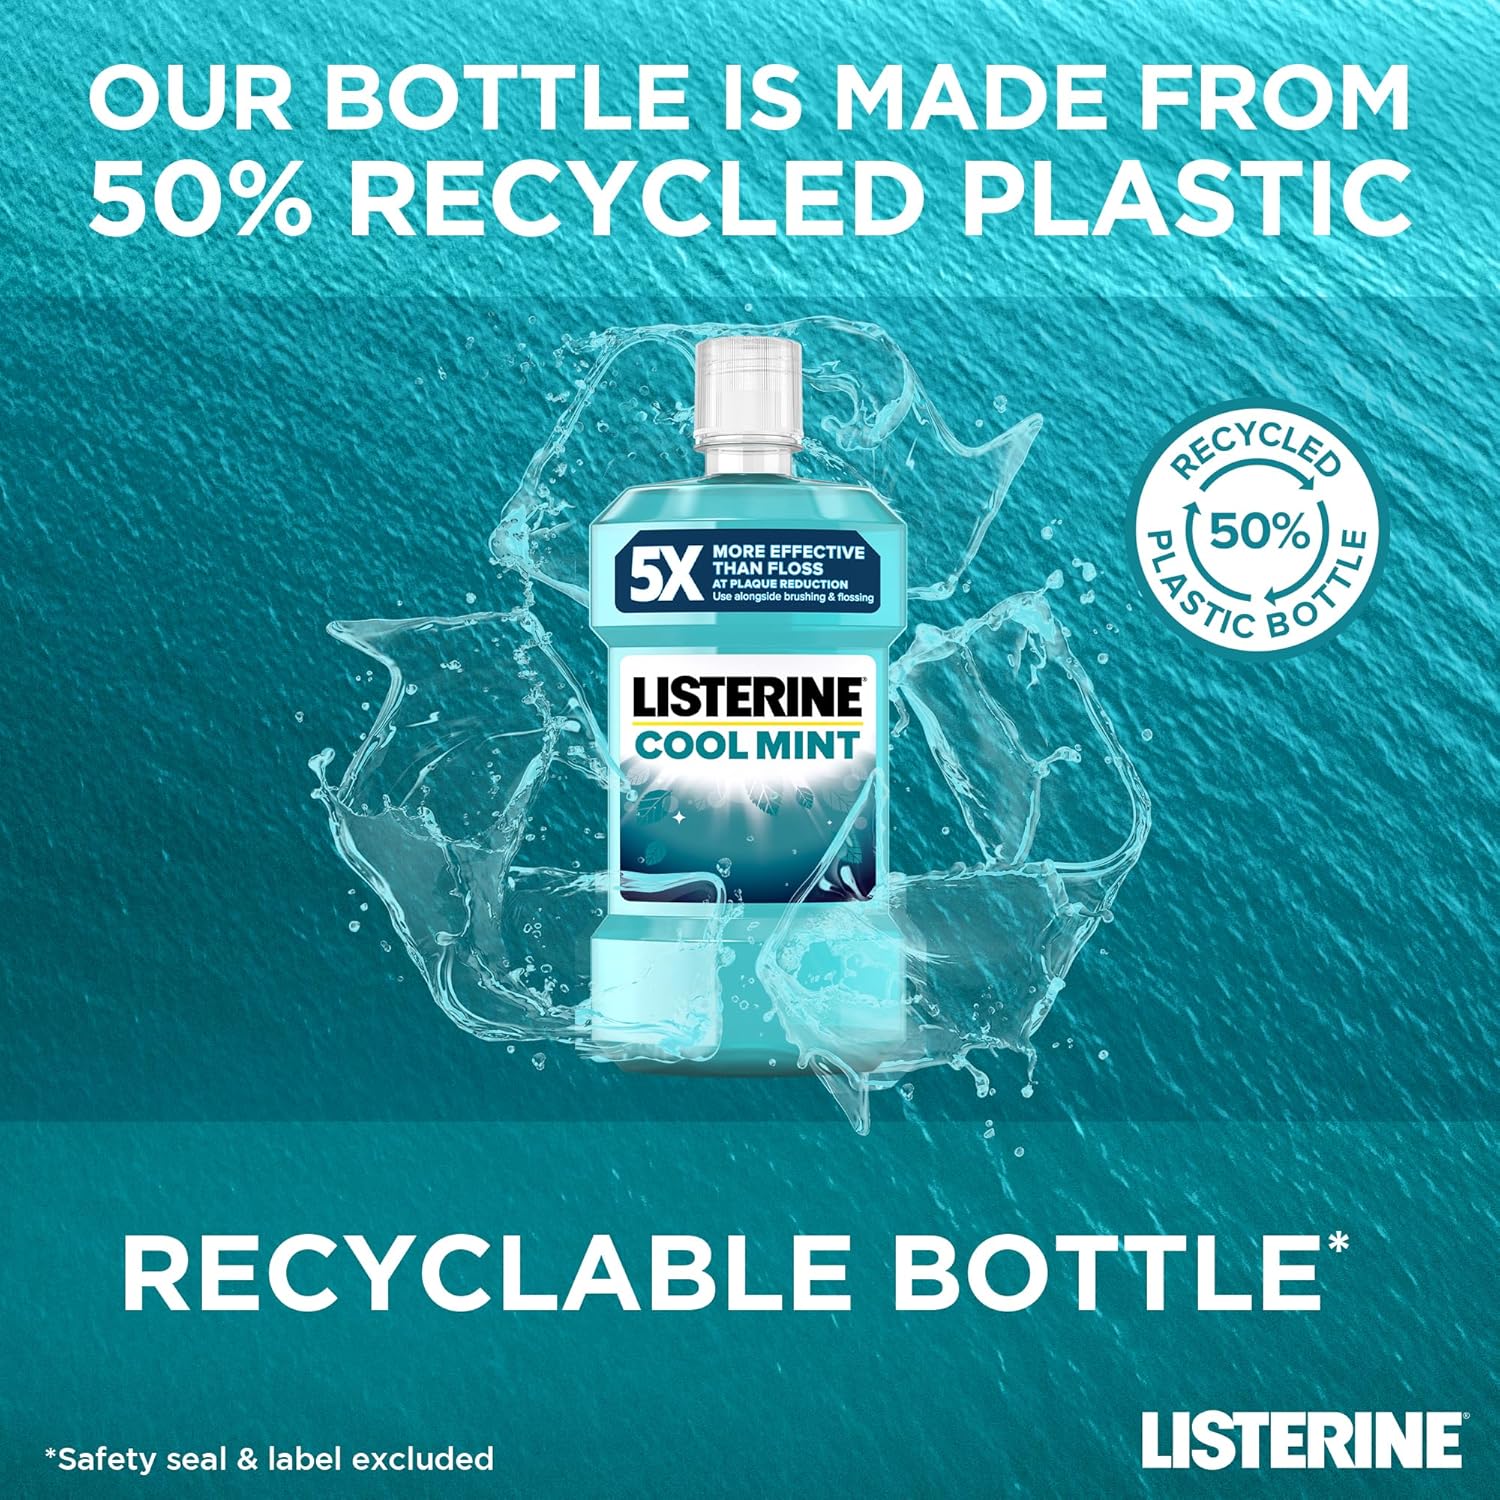 OUR BOTTLE IS MADE FROM
50% RECYCLED PLASTIC
RECYCLED
50%
PLASTIC BOTTLE
5X
MORE EFFECTIVE
THAN FLOSS
AT PLAQUE REDUCTION
Use alongside brushing & flossing
LISTERINE®
COOL MINT
RECYCLABLE BOTTLE*
*Safety seal & label excluded
LISTERINE®